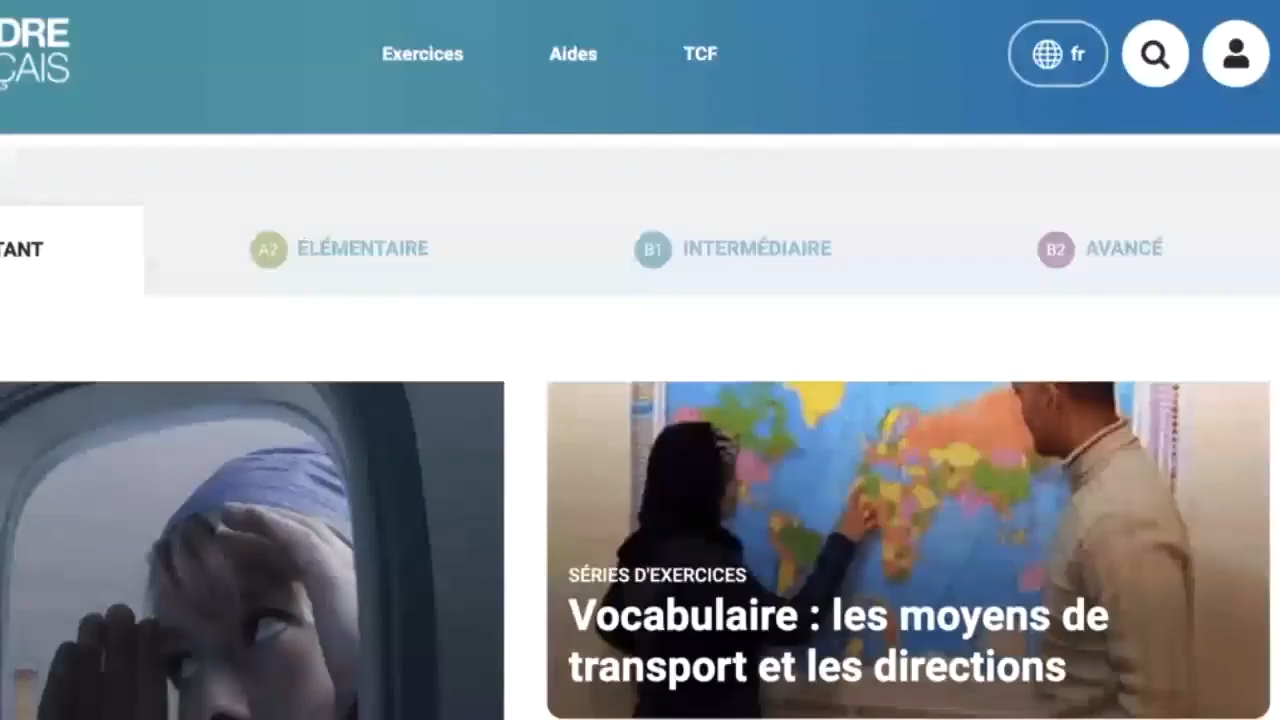 DRE
ÇAIS
Exercices
Aides
TCF
fr
TANT
A2 ÉLÉMENTAIRE
B1 INTERMÉDIAIRE
B2 AVANCÉ
SÉRIES D'EXERCICES
Vocabulaire : les moyens de
transport et les directions